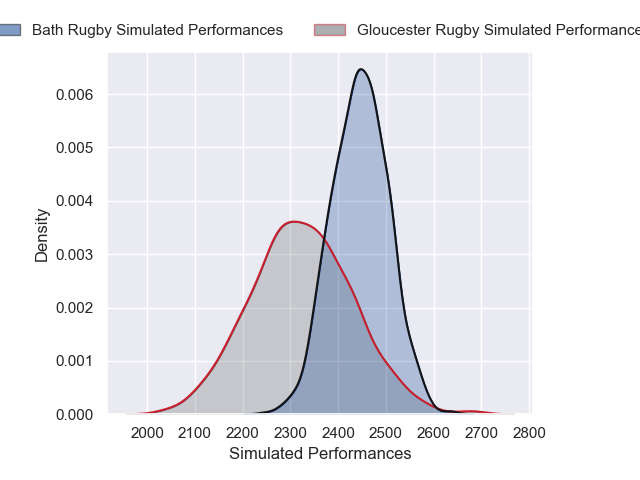 Bath Rugby Simulated Performances
Gloucester Rugby Simulated Performance
0.006
0.005
0.004
0.003
0.002
0.001
0.000
Density
2000 2100 2200 2300 2400 2500 2600 2700 2800
Simulated Performances